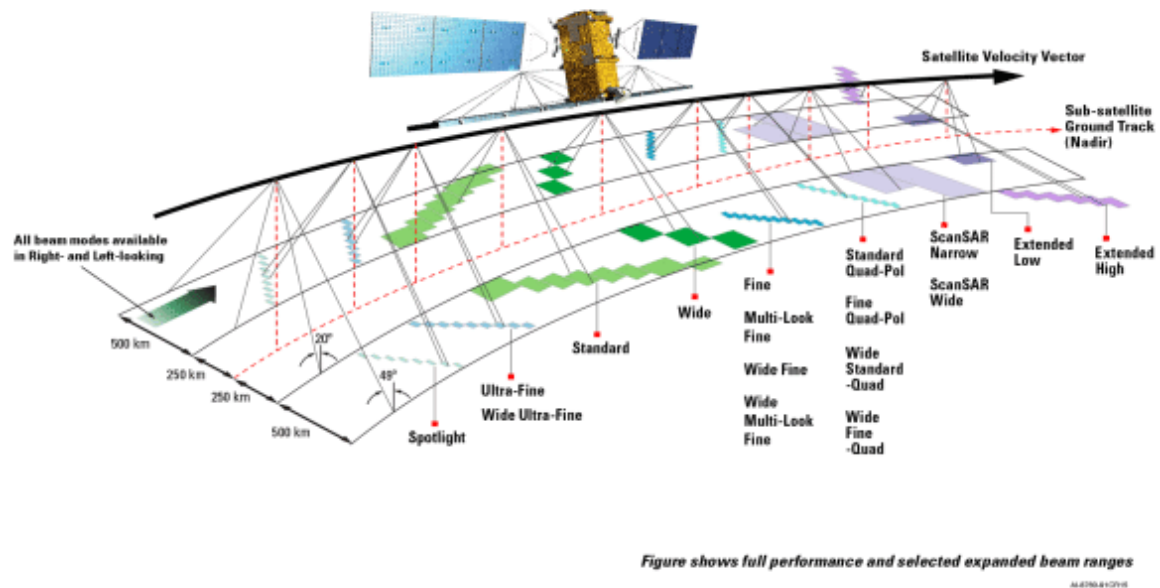 Satellite Velocity Vector
Sub-satellite
Ground Track
(Nadir)
All beam modes available
in Right- and Left-looking
500 km
250 km
250 km
500 km
20°
49°
Spotlight
Ultra-Fine
Wide Ultra-Fine
Standard
Wide
Fine
Multi-Look
Fine
Wide Fine
Wide
Multi-Look
Fine
Standard
Quad-Pol
Fine
Quad-Pol
Wide
Standard
-Quad
Wide
Fine
-Quad
ScanSAR
Narrow
ScanSAR
Wide
Extended
Low
Extended
High
Figure shows full performance and selected expanded beam ranges